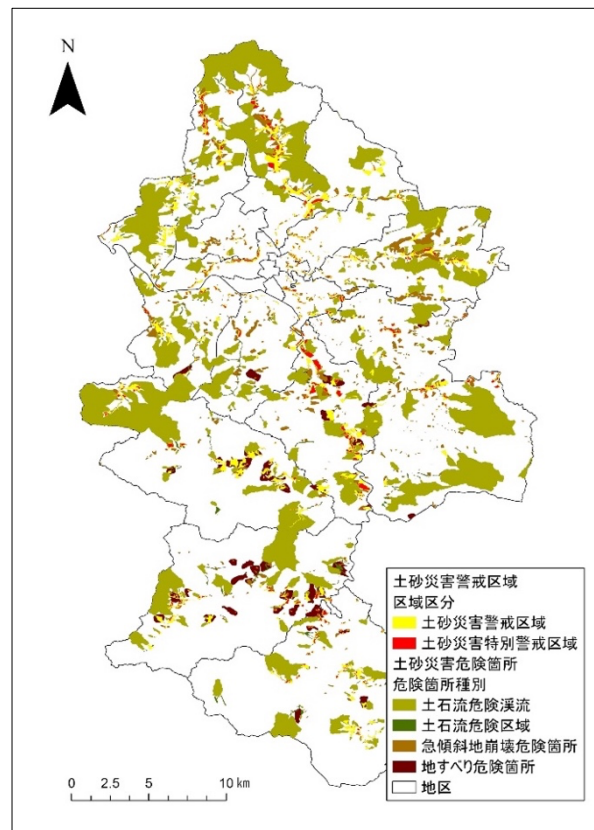 N
土砂災害警戒区域
区域区分
土砂災害警戒区域
土砂災害特別警戒区域
土砂災害危険箇所
危険箇所種別
土石流危険渓流
土石流危険区域
急傾斜地崩壊危険箇所
地すべり危険箇所
地区
0 2.5 5 10 km